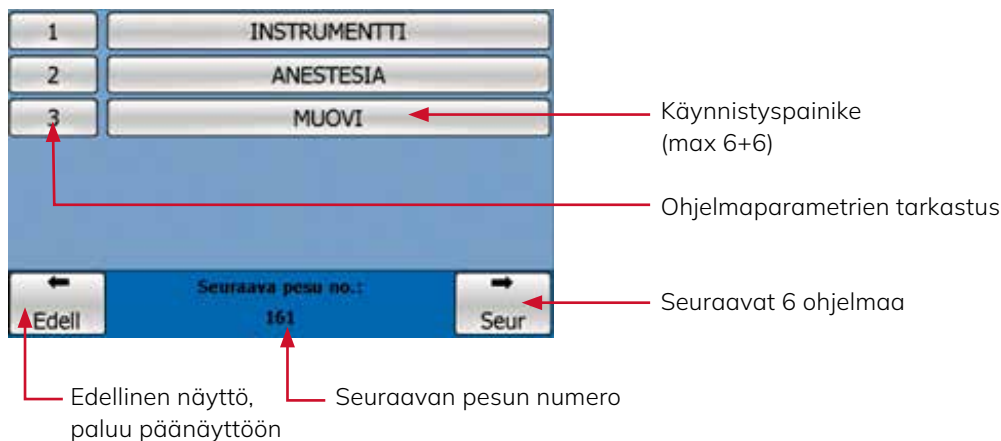 1 INSTRUMENTTI
2 ANESTESIA
3 MUOVI
Käynnistyspainike
(max 6+6)
Ohjelmaparametrien tarkastus
Edell
Seuraava pesu no.:
161
Seur
Seuraavat 6 ohjelmaa
Edellinen näyttö,
paluu päänäyttöön
Seuraavan pesun numero